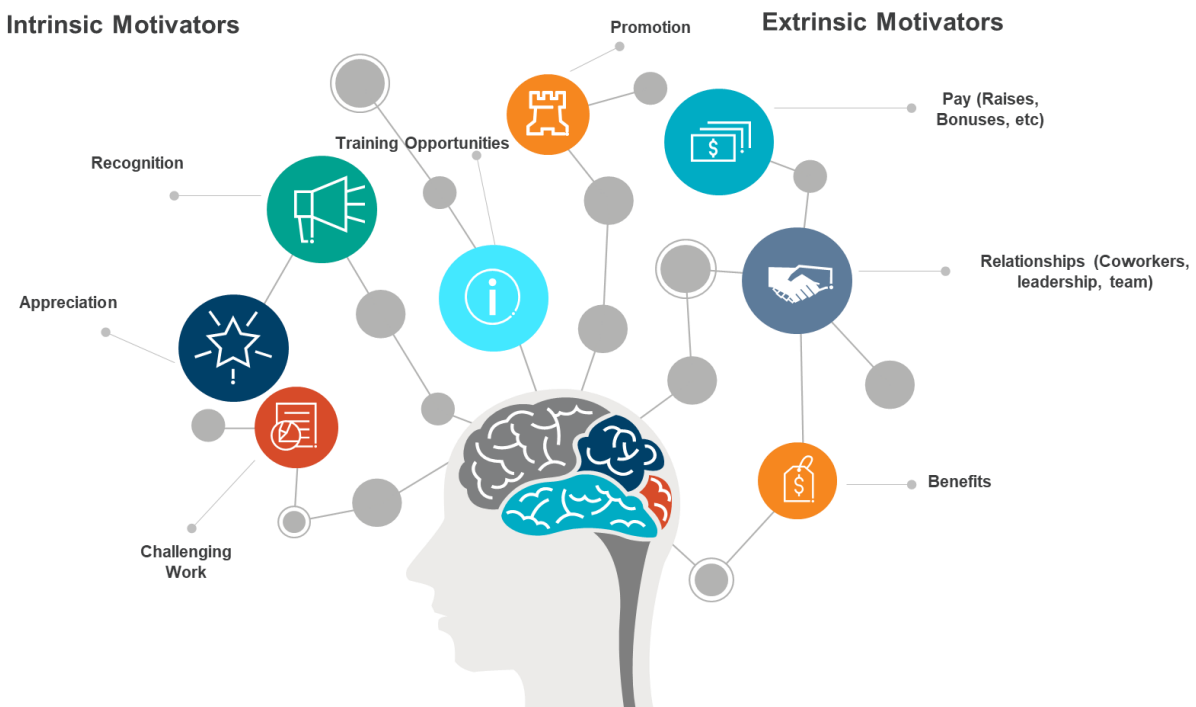 Intrinsic Motivators
Extrinsic Motivators
Promotion
Pay (Raises,
Bonuses, etc)
Training Opportunities
Recognition
Relationships (Coworkers,
leadership, team)
Appreciation
Benefits
Challenging
Work
$
i
$